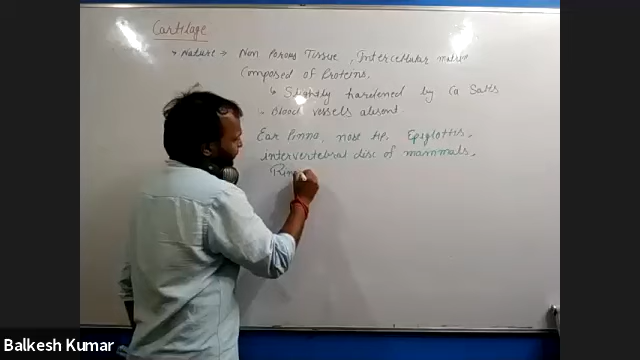 Cartilage
Nature → Non Porous Tissue, Intercellular matrix
Composed of Proteins,
Slightly hardened by Ca Salts
Blood vessels absent.
Ear Pinna, nose tip, Epiglottis,
intervertebral disc of mammals,
Rin
Balkesh Kumar